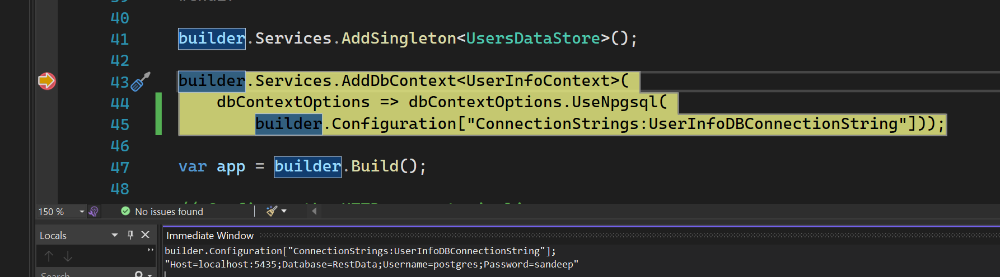 40
41 builder.Services.AddSingleton<UsersDataStore>();
42
43 builder.Services.AddDbContext<UserInfoContext>(
44 dbContextOptions => dbContextOptions.UseNpgsql(
45 builder.Configuration["ConnectionStrings:UserInfoDBConnectionString"]));
46
47 var app = builder.Build();
48
150 % No issues found
Locals
Search
Immediate Window
builder.Configuration["ConnectionStrings:UserInfoDBConnectionString"];
"Host=localhost:5435;Database=RestData;Username=postgres;Password=sandeep"